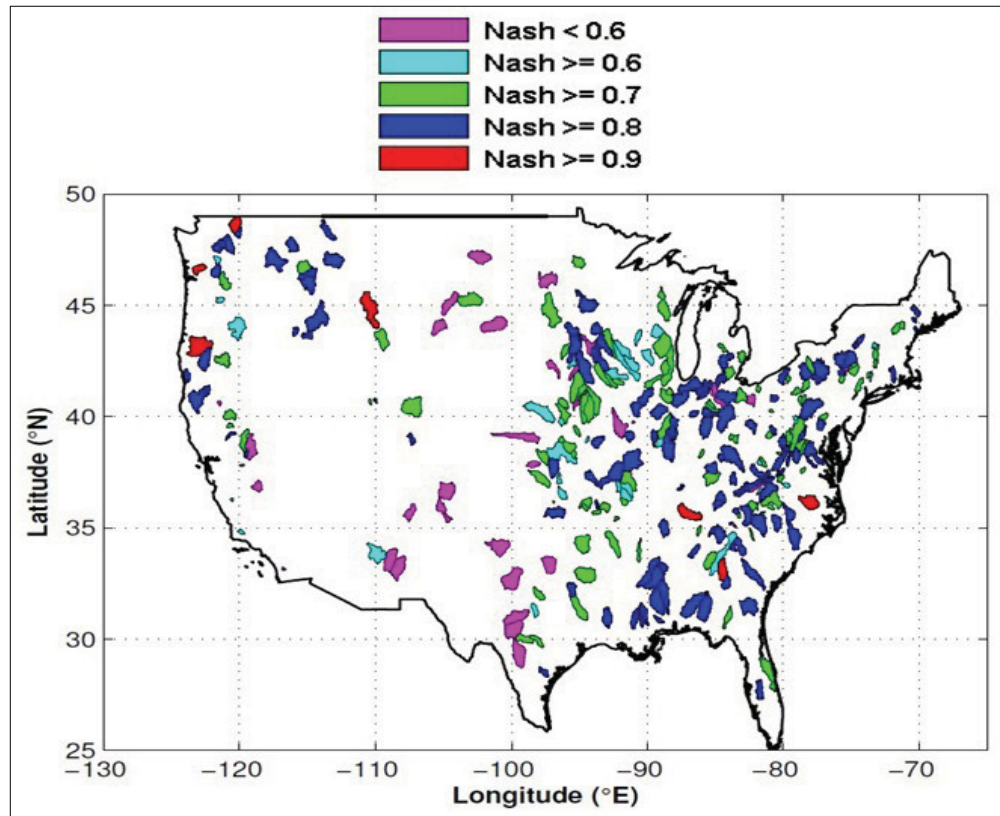 Nash < 0.6
Nash >= 0.6
Nash >= 0.7
Nash >= 0.8
Nash >= 0.9
50
45
40
35
30
25
Latitude (°N)
−130
−120
−110
−100
−90
−80
−70
Longitude (°E)